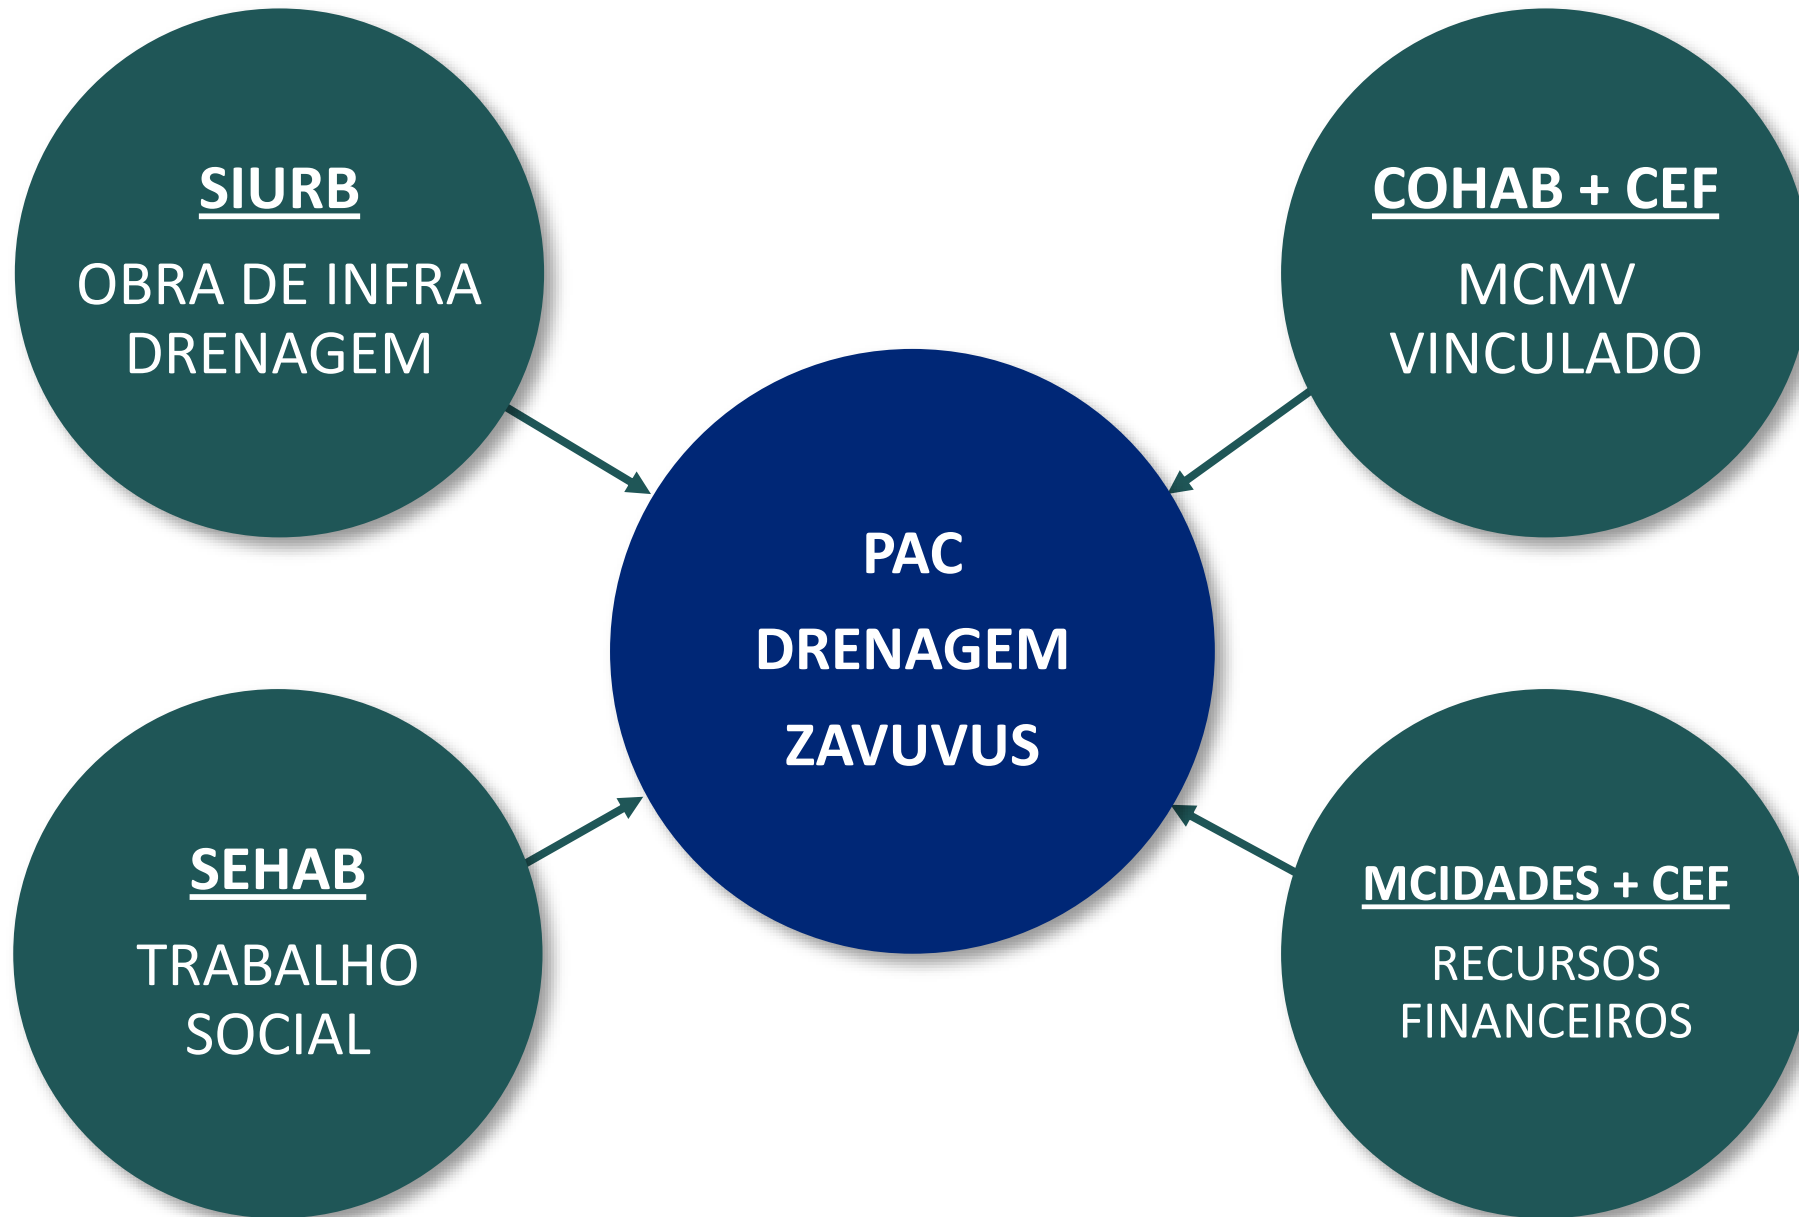 SIURB
OBRA DE INFRA
DRENAGEM
COHAB + CEF
MCMV
VINCULADO
PAC
DRENAGEM
ZAVUVUS
SEHAB
TRABALHO
SOCIAL
MCIDADES + CEF
RECURSOS
FINANCEIROS